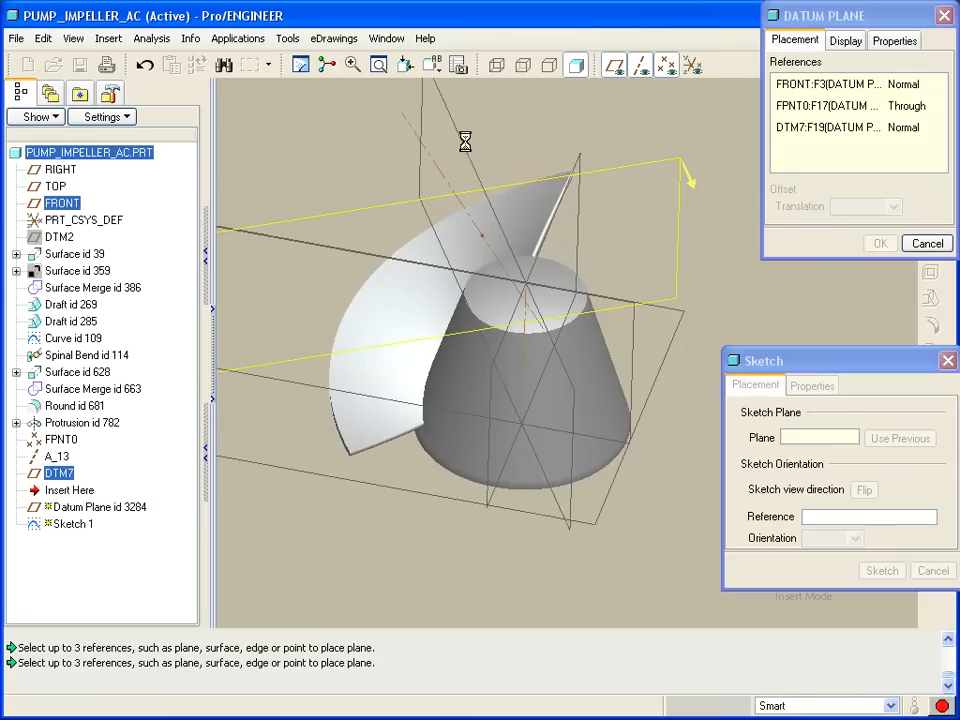 PUMP_IMPELLER_AC (Active) - Pro/ENGINEER
File Edit View Insert Analysis Info Applications Tools eDrawings Window Help
Show Settings
PUMP_IMPELLER_AC.PRT
RIGHT
TOP
FRONT
PRT_CSYS_DEF
DTM2
Surface id 39
Surface id 359
Surface Merge id 386
Draft id 269
Draft id 285
Curve id 109
Spinal Bend id 114
Surface id 628
Surface Merge id 663
Round id 681
Protrusion id 782
FPNT0
A_13
DTM7
Insert Here
Datum Plane id 3284
Sketch 1
DATUM PLANE
Placement Display Properties
References
FRONT:F3(DATUM P... Normal
FPNT0:F17(DATUM ... Through
DTM7:F19(DATUM P... Normal
Offset
Translation
OK Cancel
Sketch
Placement Properties
Sketch Plane
Plane Use Previous
Sketch Orientation
Sketch view direction Flip
Reference
Orientation
Sketch Cancel
Insert Mode
Select up to 3 references, such as plane, surface, edge or point to place plane.
Select up to 3 references, such as plane, surface, edge or point to place plane.
Smart